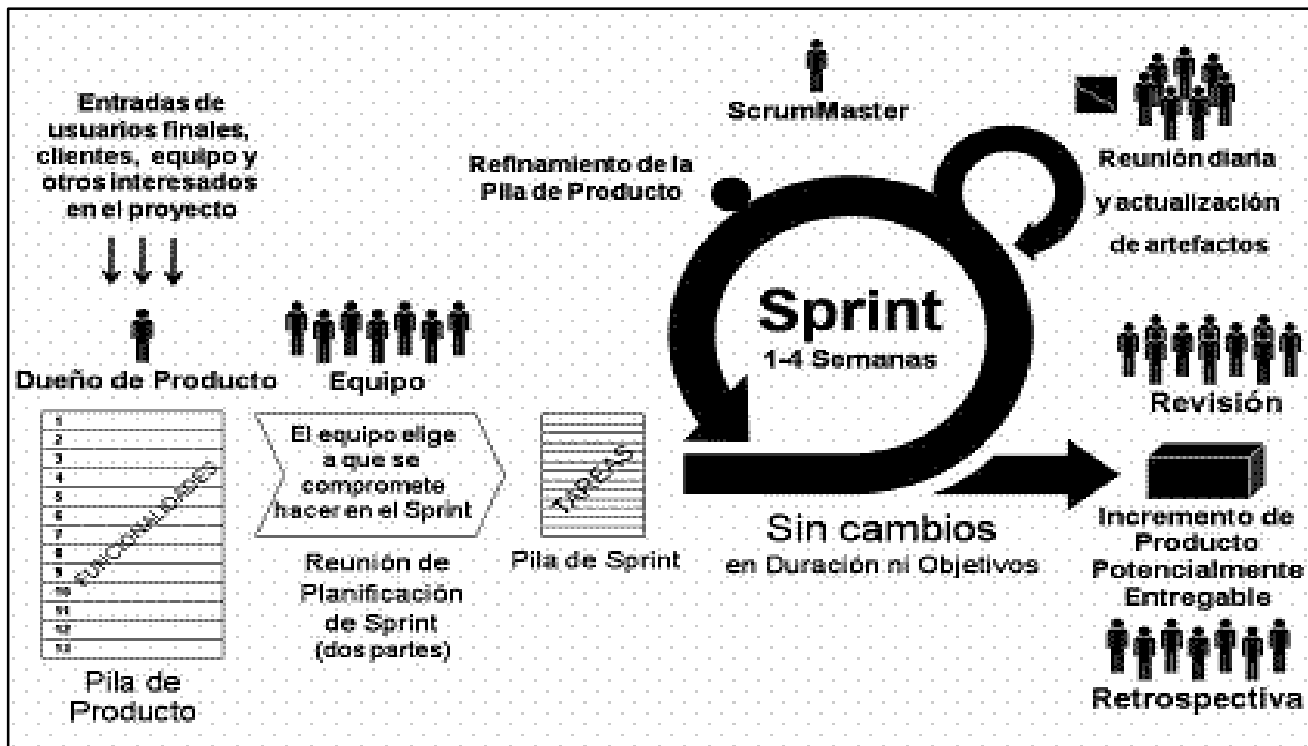 Entradas de
usuarios finales,
clientes, equipo y
otros interesados
en el proyecto
Dueño de Producto
1
2
3
4
5
6
7
8
9
10
11
12
13
FUNCIONALIDADES
Pila de
Producto
Equipo
El equipo elige
a que se
compromete
hacer en el Sprint
Reunión de
Planificación
de Sprint
(dos partes)
TAREAS
Pila de Sprint
Refinamiento de la
Pila de Producto
ScrumMaster
Sprint
1-4 Semanas
Sin cambios
en Duración ni Objetivos
Reunión diaria
y actualización
de artefactos
Revisión
Incremento de
Producto
Potencialmente
Entregable
Retrospectiva